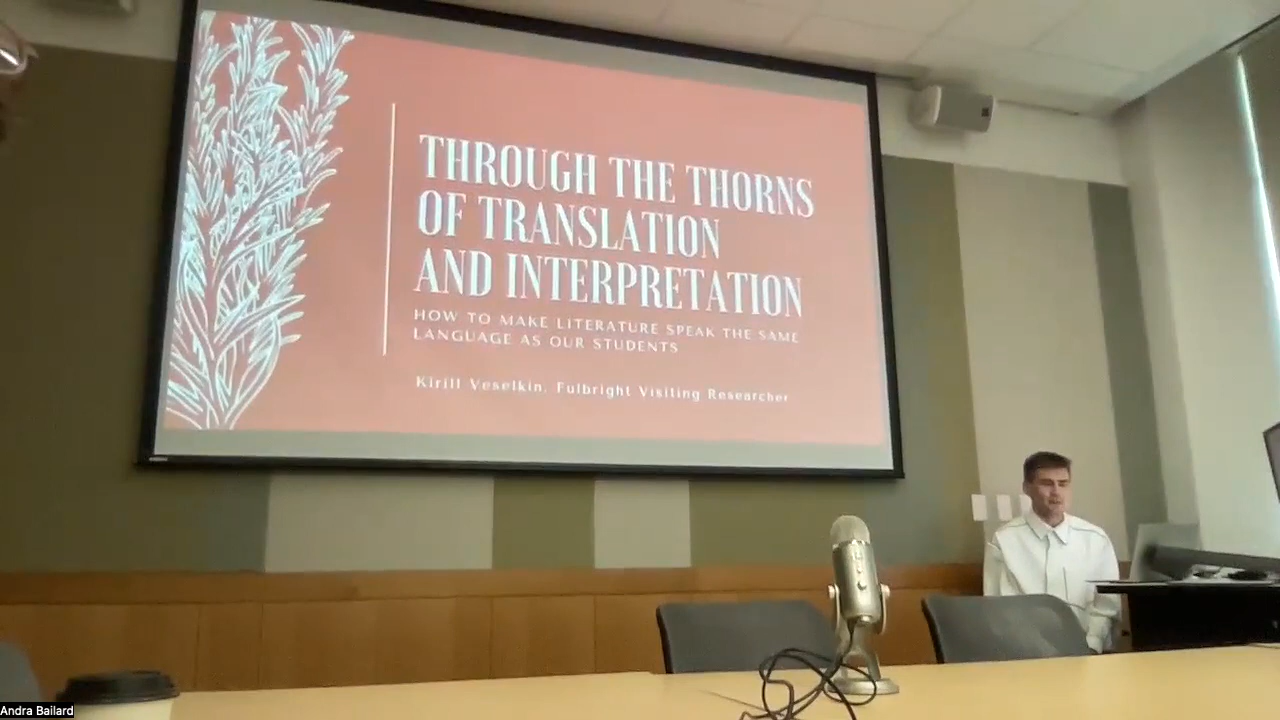 THROUGH THE THORNS
OF TRANSLATION
AND INTERPRETATION
HOW TO MAKE LITERATURE SPEAK THE SAME
LANGUAGE AS OUR STUDENTS
Kirill Veselkin, Fulbright Visiting Researcher
Andra Bailard